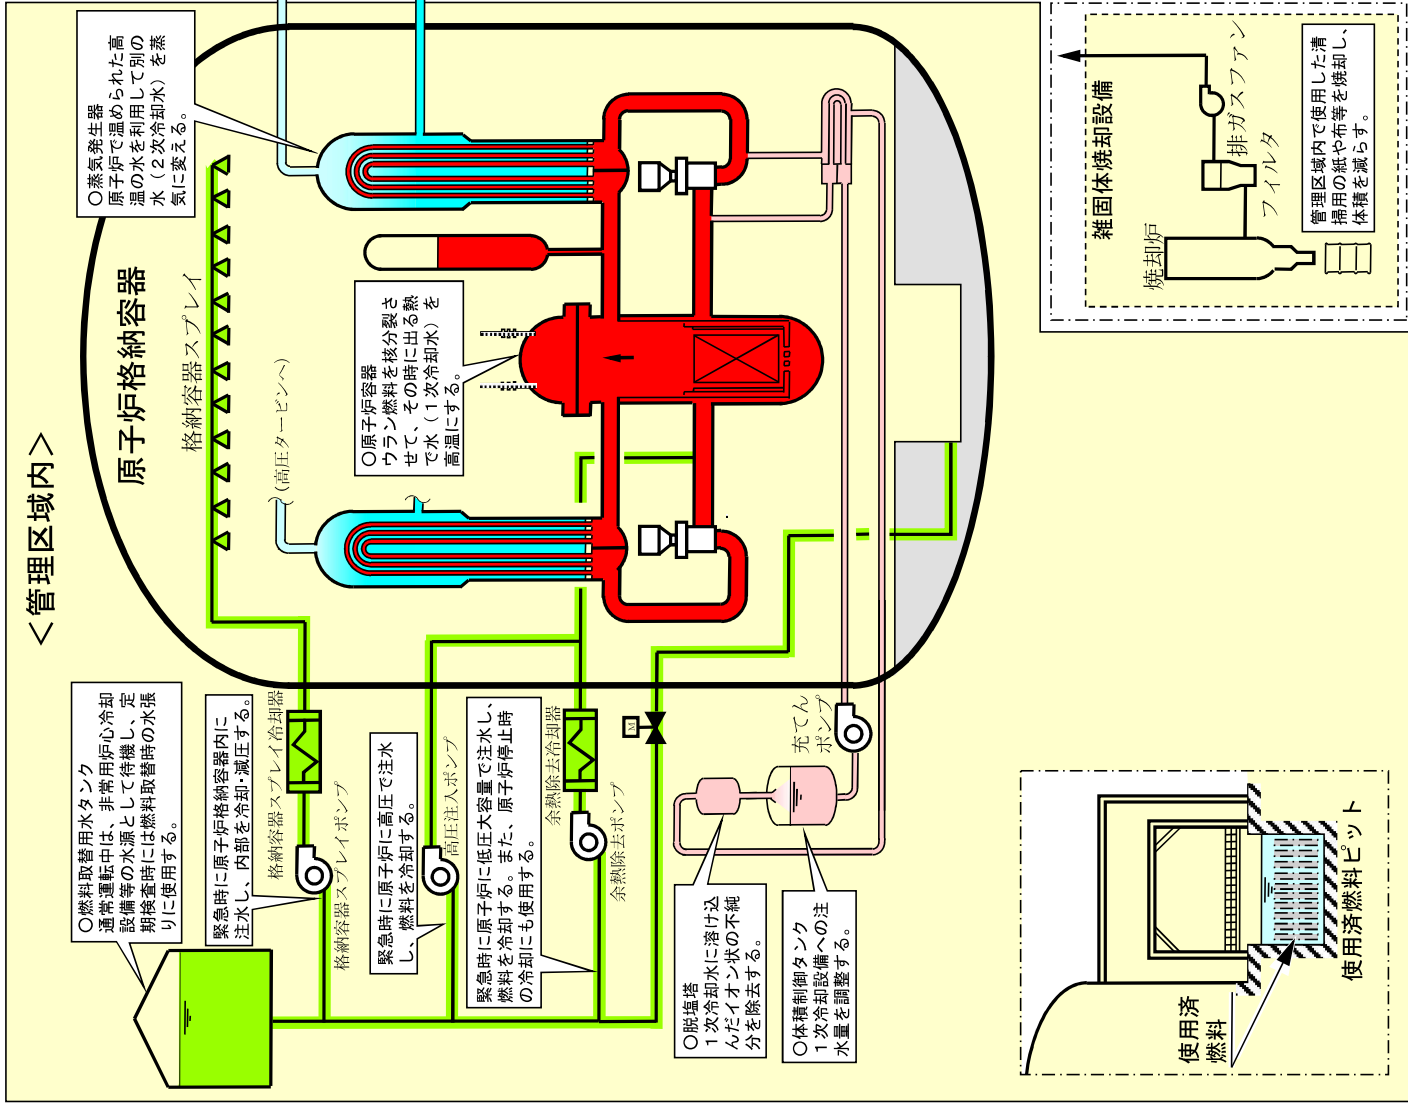 ＜管理区域内＞
原子炉格納容器
格納容器スプレイ
(高圧タービンへ)
○蒸気発生器
原子炉で温められた高
温の水を利用して別の
水（２次冷却水）を蒸
気に変える。
○原子炉容器
ウラン燃料を核分裂さ
せて、その時に出る熱
で水（１次冷却水）を
高温にする。
○燃料取替用水タンク
通常運転中は、非常用炉心冷却
設備等の水源として待機し、定
期検査時には燃料取替時の水張
りに使用する。
緊急時に原子炉格納容器内に
注水し、内部を冷却・減圧する。
格納容器スプレイ冷却器
格納容器スプレイポンプ
緊急時に原子炉に高圧で注水
し、燃料を冷却する。
高圧注入ポンプ
緊急時に原子炉に低圧大容量で注水し、
燃料を冷却する。また、原子炉停止時
の冷却にも使用する。
余熱除去冷却器
余熱除去ポンプ
M
充てん
ポンプ
○脱塩塔
１次冷却水に溶け込
んだイオン状の不純
分を除去する。
○体積制御タンク
１次冷却設備への注
水量を調整する。
雑固体焼却設備
焼却炉
フィルタ
排ガスファン
管理区域内で使用した清
掃用の紙や布等を焼却し、
体積を減らす。
使用済
燃料
使用済燃料ピット